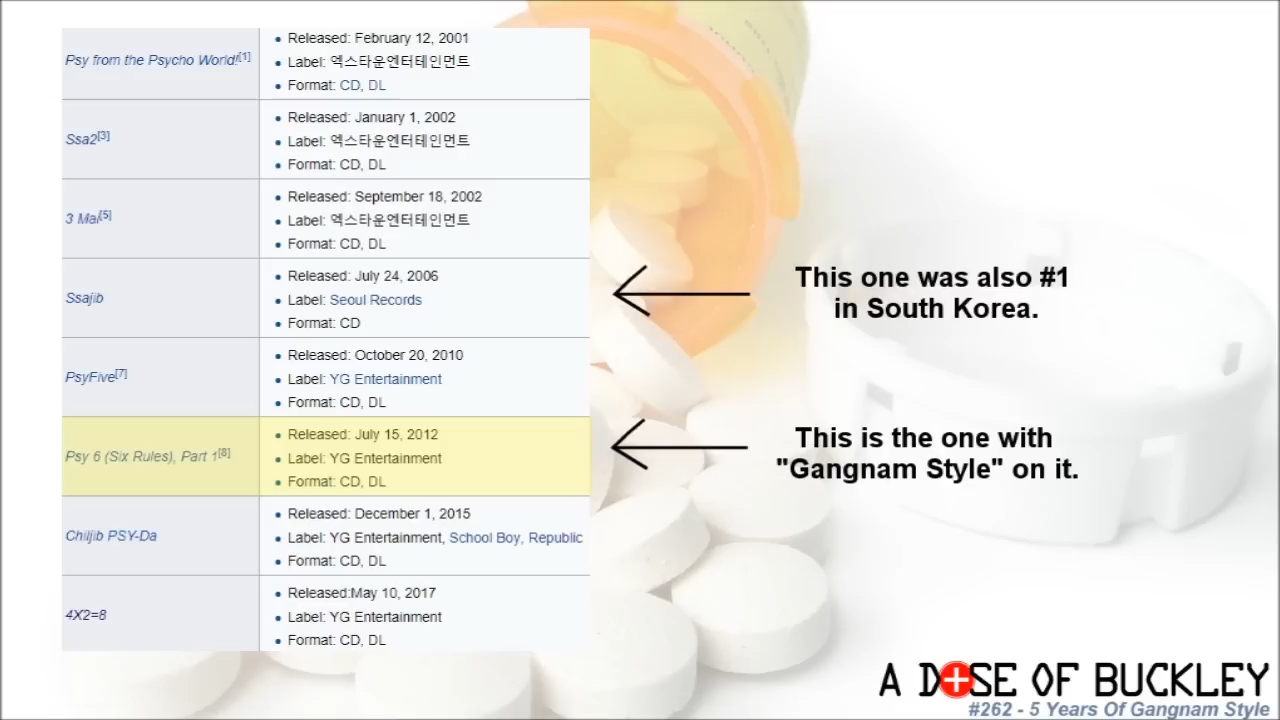 Psy from the Psycho World![1]
Released: February 12, 2001
Label: 엑스타운엔터테인먼트
Format: CD, DL
Ssa2[3]
Released: January 1, 2002
Label: 엑스타운엔터테인먼트
Format: CD, DL
3 Mai[5]
Released: September 18, 2002
Label: 엑스타운엔터테인먼트
Format: CD, DL
Ssajib
Released: July 24, 2006
Label: Seoul Records
Format: CD
This one was also #1
in South Korea.
PsyFive[7]
Released: October 20, 2010
Label: YG Entertainment
Format: CD, DL
Psy 6 (Six Rules), Part 1[8]
Released: July 15, 2012
Label: YG Entertainment
Format: CD, DL
This is the one with
"Gangnam Style" on it.
Chiljib PSY-Da
Released: December 1, 2015
Label: YG Entertainment, School Boy, Republic
Format: CD, DL
4X2=8
Released:May 10, 2017
Label: YG Entertainment
Format: CD, DL
A DOSE OF BUCKLEY
#262 - 5 Years Of Gangnam Style